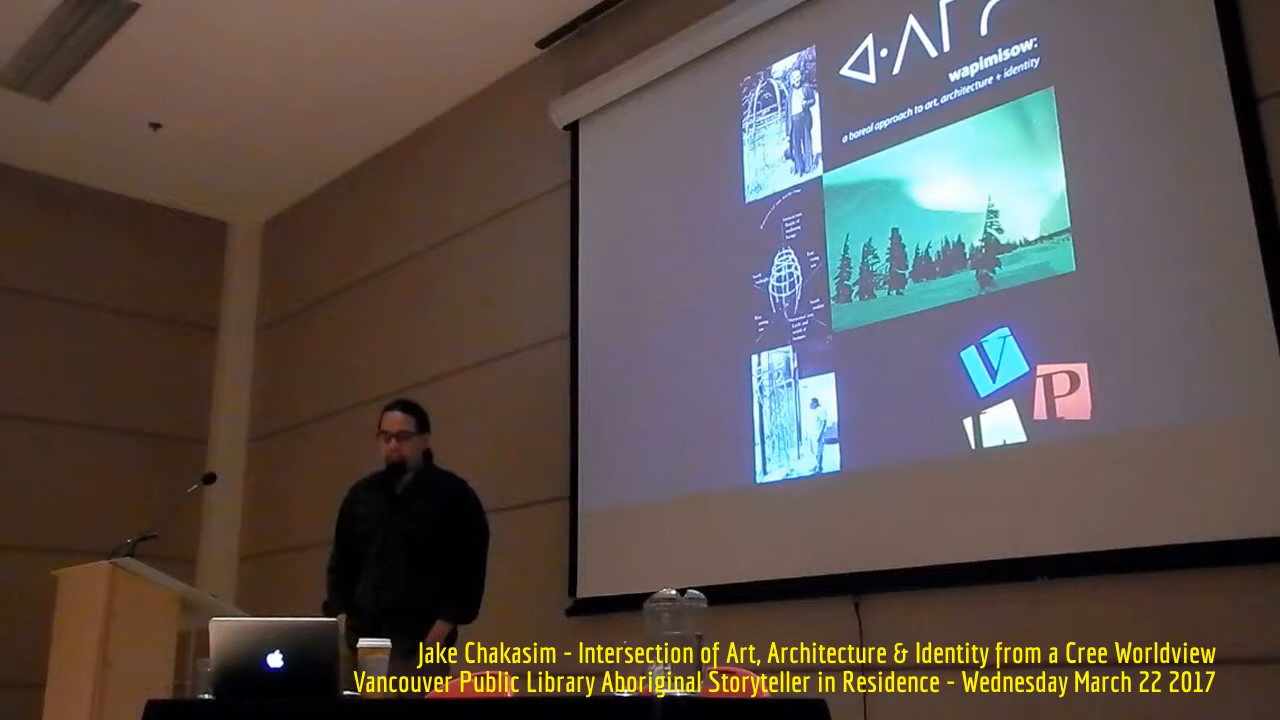 ᐊᐧᐱᒥᓱ
wapimisow:
a boreal approach to art, architecture + identity
V
P
L
Jake Chakasim - Intersection of Art, Architecture & Identity from a Cree Worldview
Vancouver Public Library Aboriginal Storyteller in Residence - Wednesday March 22 2017